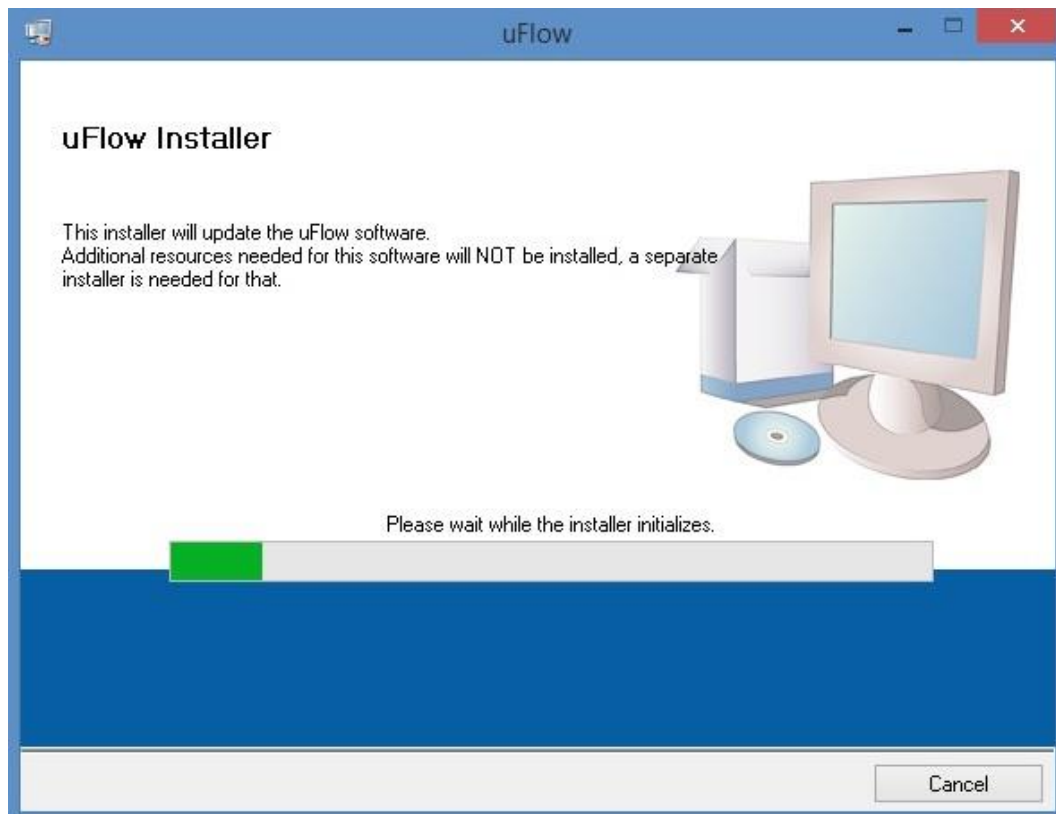 uFlow
uFlow Installer
This installer will update the uFlow software.
Additional resources needed for this software will NOT be installed, a separate
installer is needed for that.
Please wait while the installer initializes.
Cancel